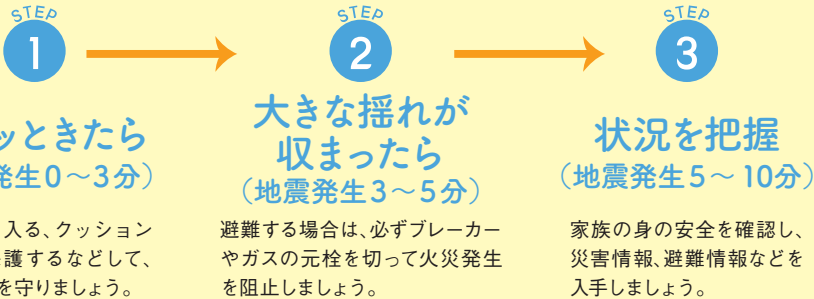 STEP
1
ッときたら
発生0～3分）
入る、クッション
護するなどして、
を守りましょう。
STEP
2
大きな揺れが
収まったら
（地震発生3～5分）
避難する場合は、必ずブレーカー
やガスの元栓を切って火災発生
を阻止しましょう。
STEP
3
状況を把握
（地震発生5～10分）
家族の身の安全を確認し、
災害情報、避難情報などを
入手しましょう。